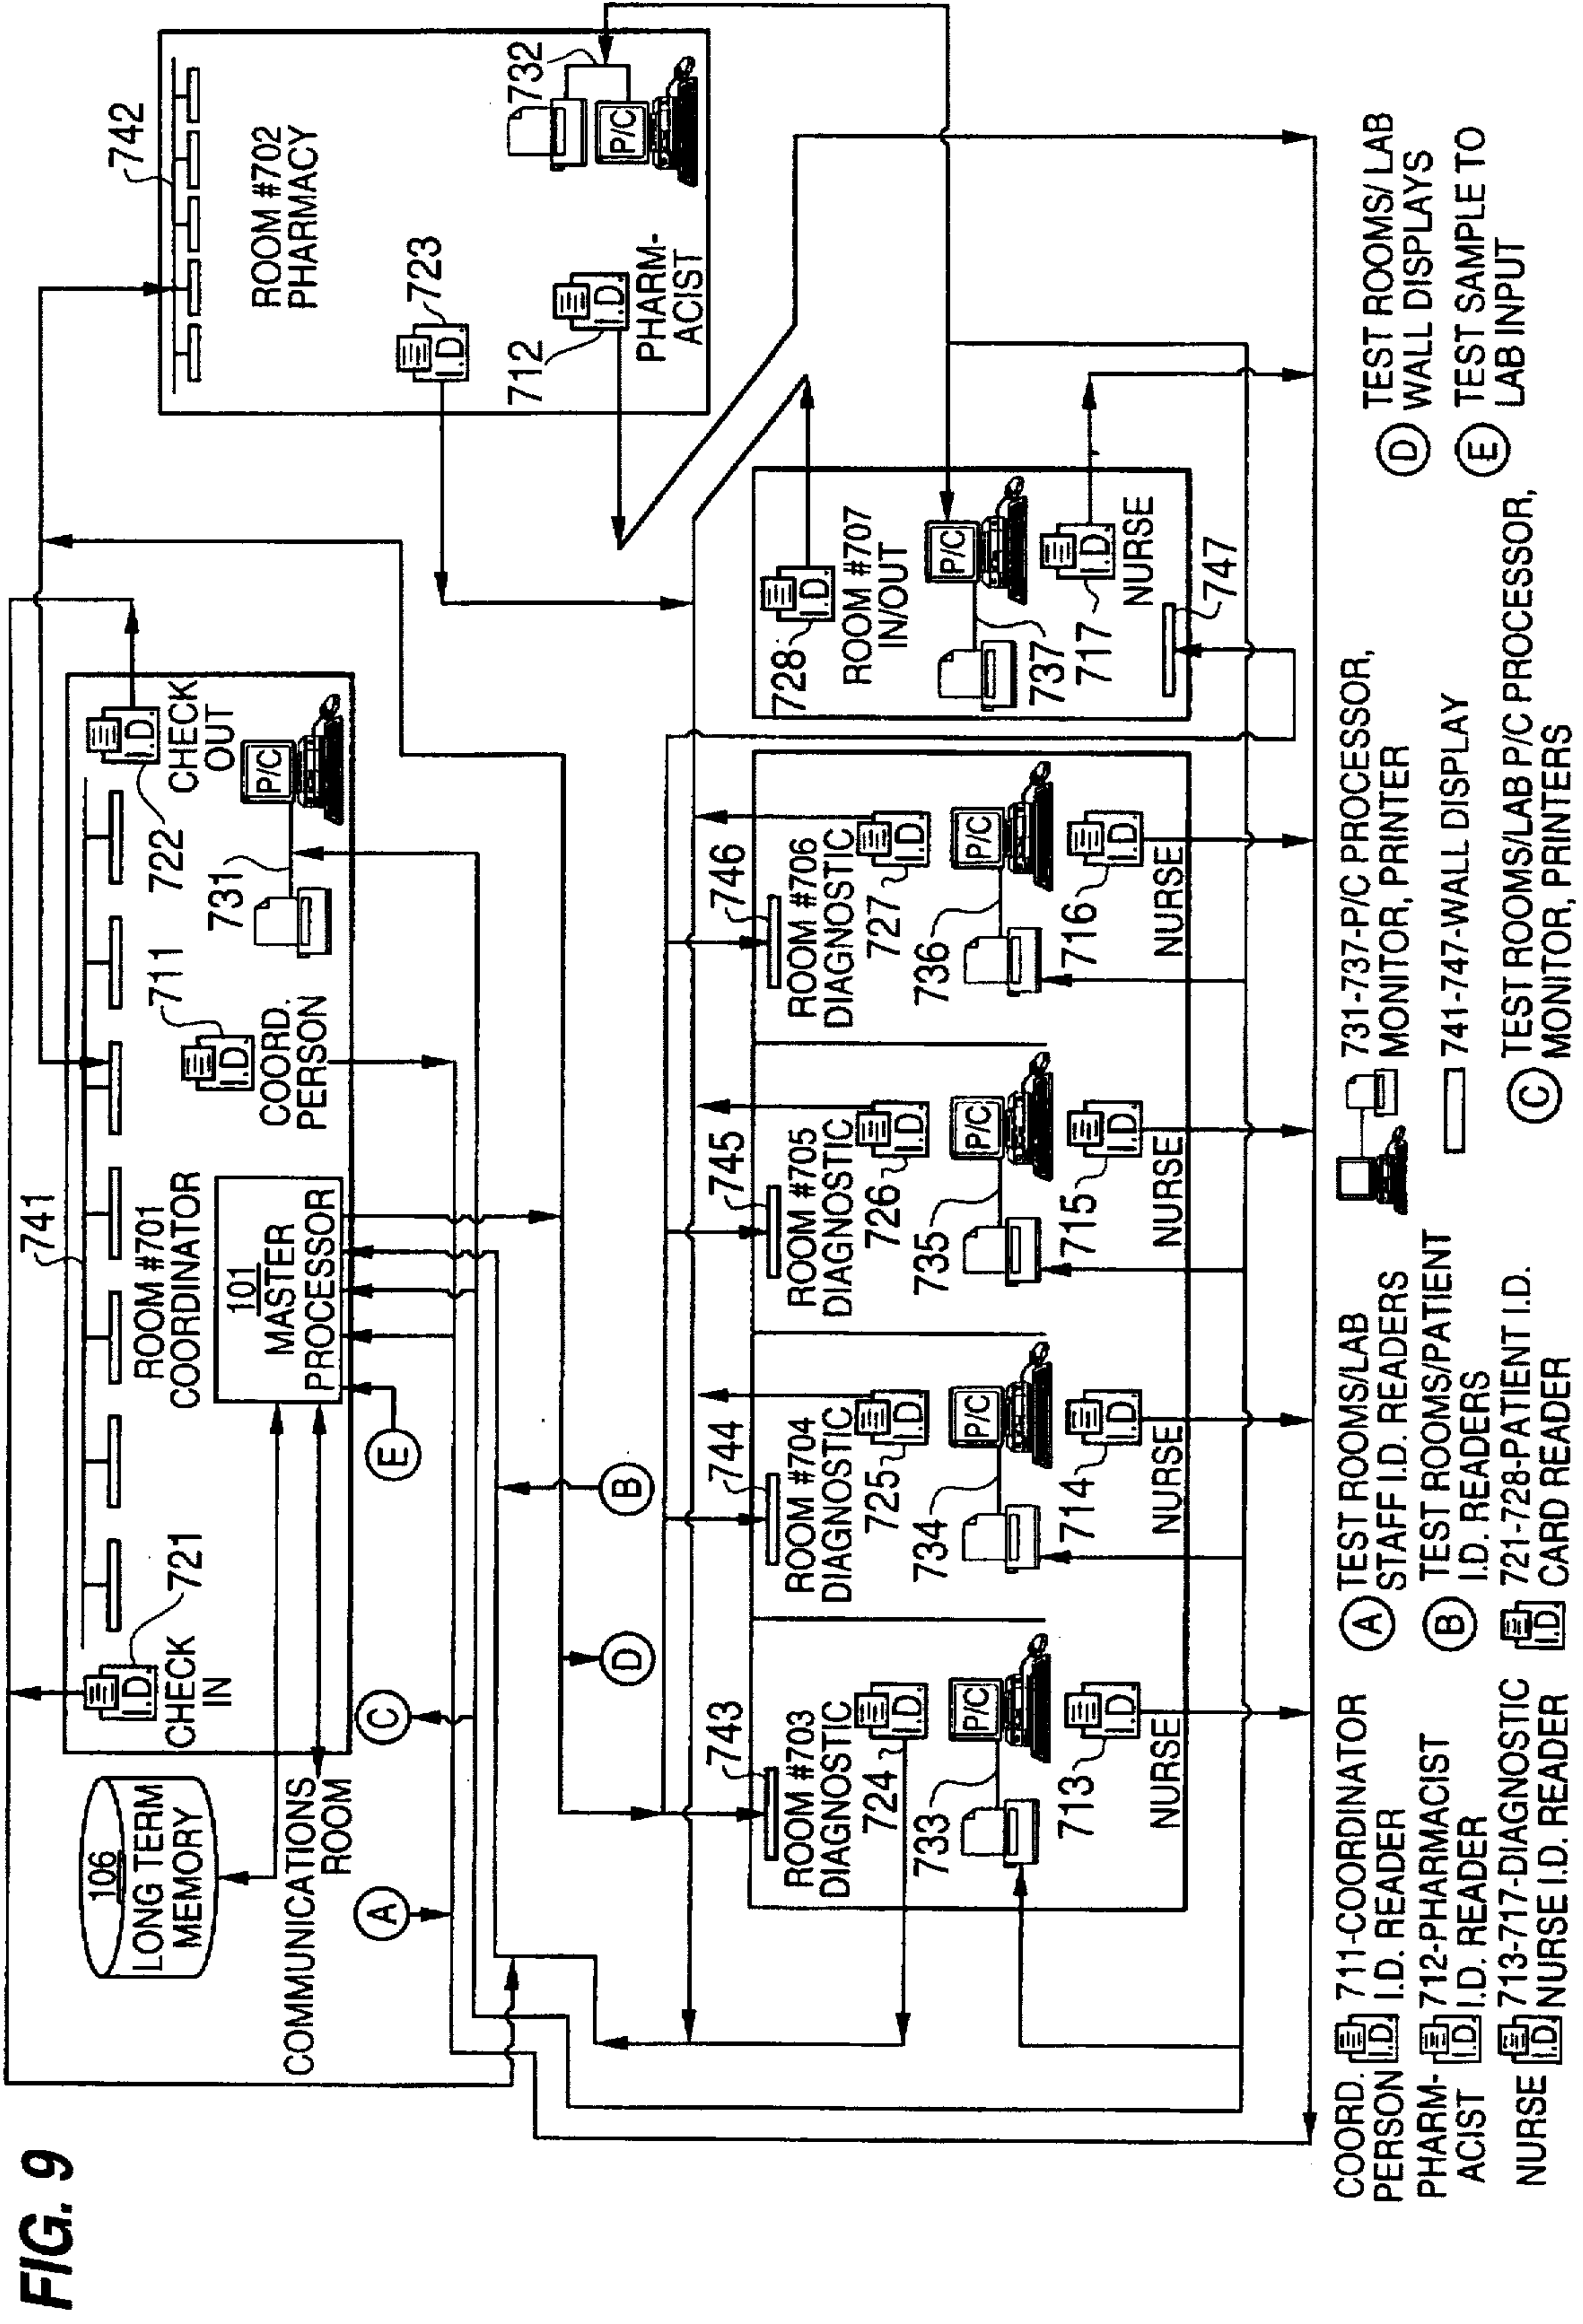 FIG. 9
106
LONG TERM
MEMORY
COMMUNICATIONS
ROOM
721
CHECK
IN
741
ROOM #701
COORDINATOR
101
MASTER
PROCESSOR
711
COORD.
PERSON
I.D.
731
P/C
722
I.D.
CHECK
OUT
I.D.
742
ROOM #702
PHARMACY
723
I.D.
712
I.D.
PHARM-
ACIST
732
P/C
A
C
E
B
D
743
ROOM #703
DIAGNOSTIC
724
I.D.
733
P/C
713
I.D.
NURSE
744
ROOM #704
DIAGNOSTIC
725
I.D.
734
P/C
714
I.D.
NURSE
745
ROOM #705
DIAGNOSTIC
726
I.D.
735
P/C
715
I.D.
NURSE
746
ROOM #706
DIAGNOSTIC
727
I.D.
736
P/C
716
I.D.
NURSE
728
I.D.
ROOM #707
IN/OUT
737
P/C
717
I.D.
NURSE
747
COORD. I.D. 711-COORDINATOR
PERSON I.D. READER
PHARM- I.D. 712-PHARMACIST
ACIST I.D. READER
NURSE I.D. 713-717-DIAGNOSTIC
NURSE I.D. READER
A TEST ROOMS/LAB
STAFF I.D. READERS
B TEST ROOMS/PATIENT
I.D. READERS
I.D. 721-728-PATIENT I.D.
CARD READER
731-737-P/C PROCESSOR,
MONITOR, PRINTER
741-747-WALL DISPLAY
C TEST ROOMS/LAB P/C PROCESSOR,
MONITOR, PRINTERS
D TEST ROOMS/ LAB
WALL DISPLAYS
E TEST SAMPLE TO
LAB INPUT